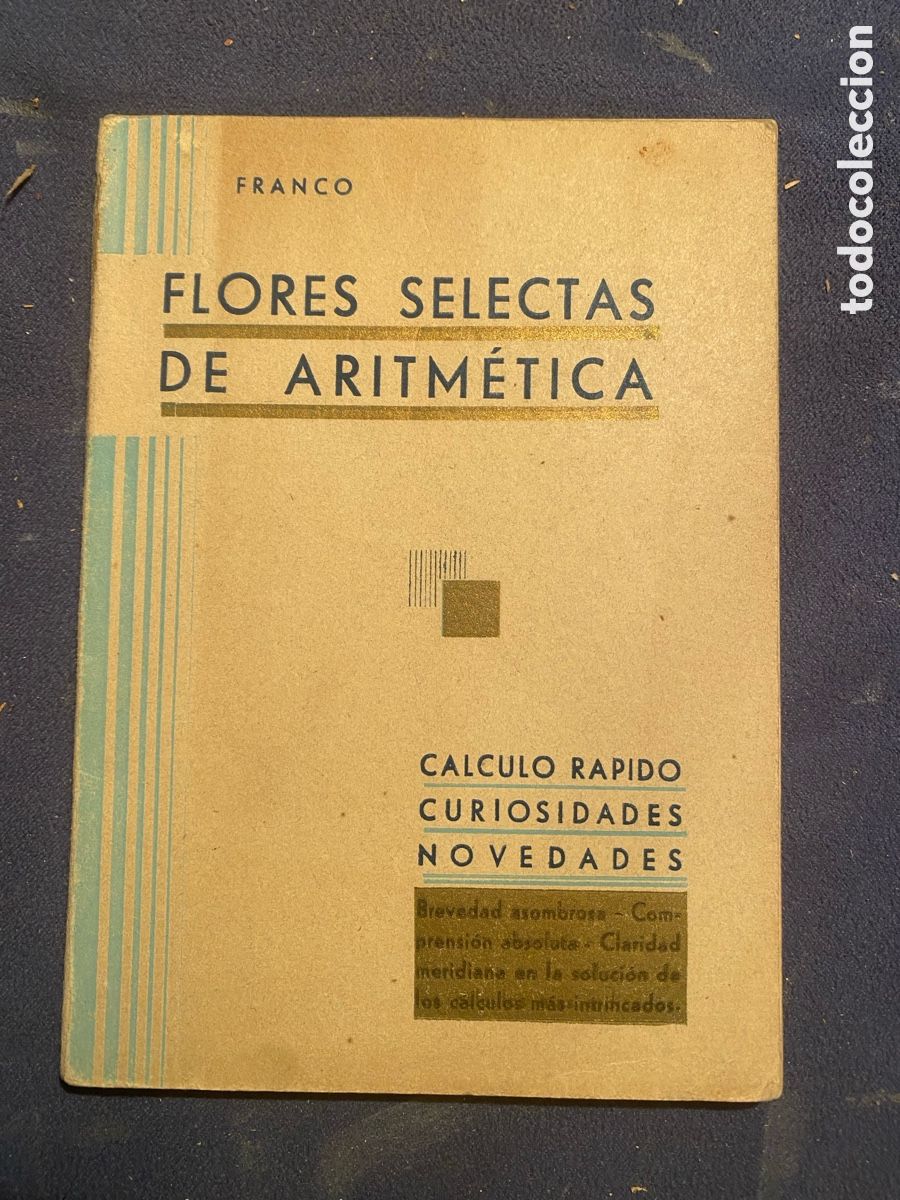 FRANCO
FLORES SELECTAS
DE ARITMÉTICA
CALCULO RAPIDO
CURIOSIDADES
NOVEDADES
Brevedad asombrosa - Com-
prensión absoluta - Claridad
meridiana en la solución de
los cálculos más intrincados.
todocoleccion